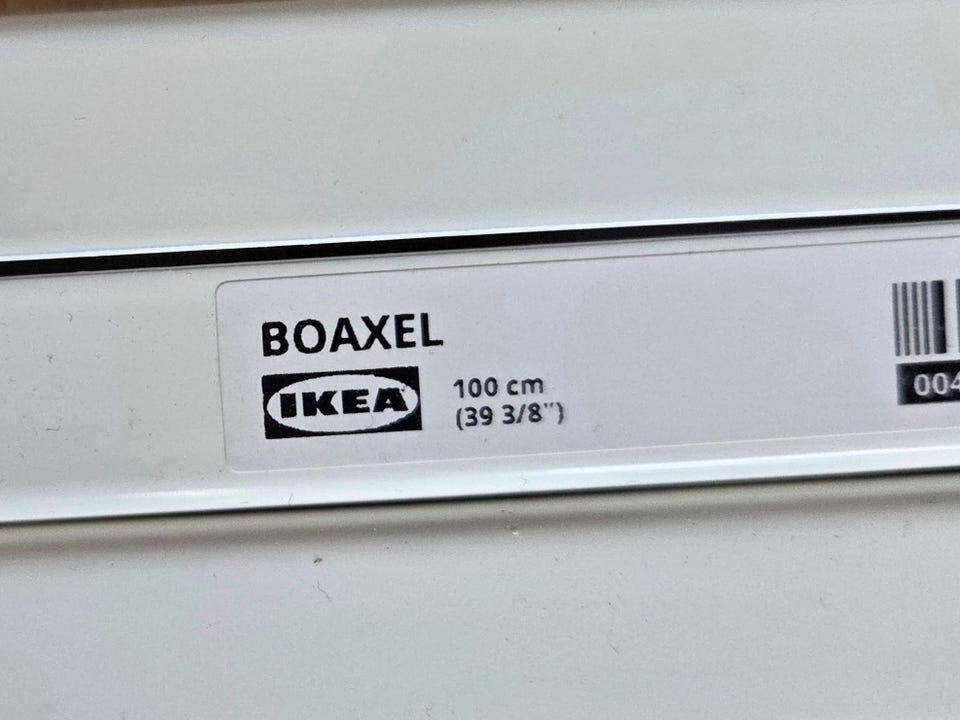 BOAXEL
IKEA
100 cm
(39 3/8")
004